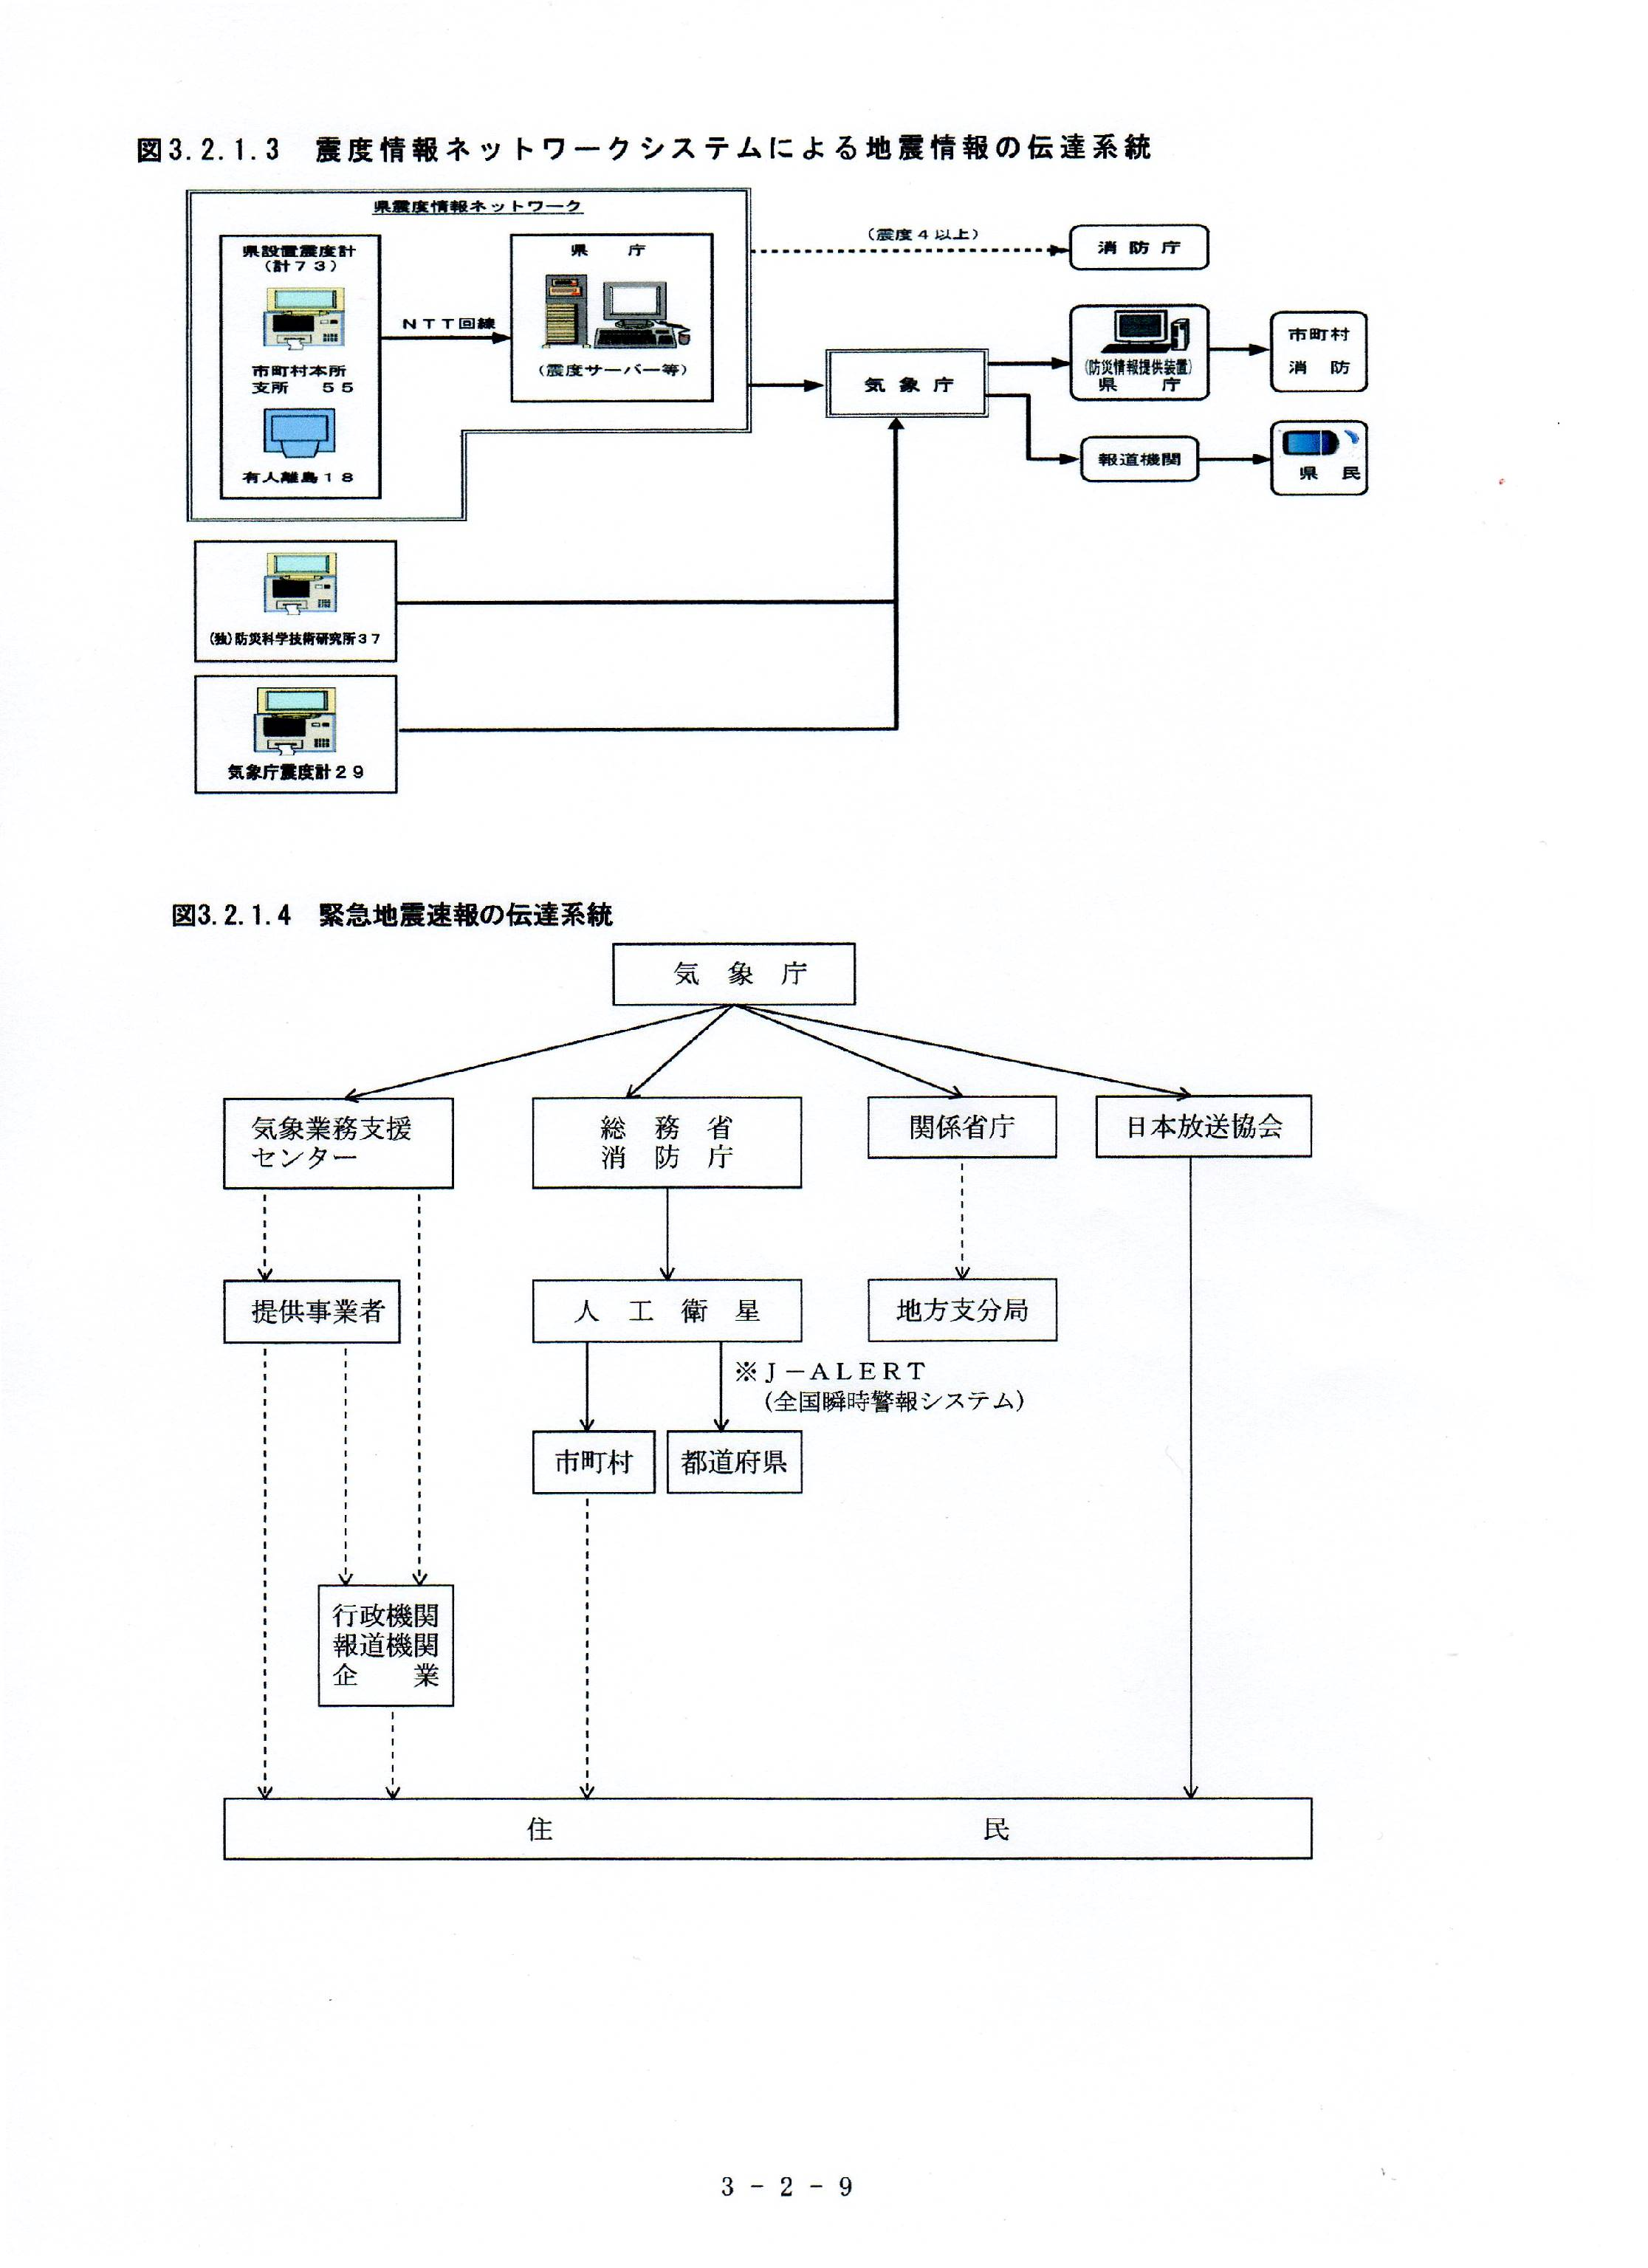 図3.2.1.3 震度情報ネットワークシステムによる地震情報の伝達系統
県震度情報ネットワーク
県設置震度計
(計73)
市町村本所
支所 55
有人離島18
NTT回線
県 庁
(震度サーバー等)
(震度4以上)
消防庁
気象庁
(防災情報提供装置)
県 庁
市町村
消 防
報道機関
県 民
(独)防災科学技術研究所37
気象庁震度計29
図3.2.1.4 緊急地震速報の伝達系統
気 象 庁
気象業務支援
センター
総 務 省
消 防 庁
関係省庁
日本放送協会
提供事業者
人 工 衛 星
地方支分局
※J-ALERT
(全国瞬時警報システム)
市町村
都道府県
行政機関
報道機関
企 業
住 民
3 - 2 - 9